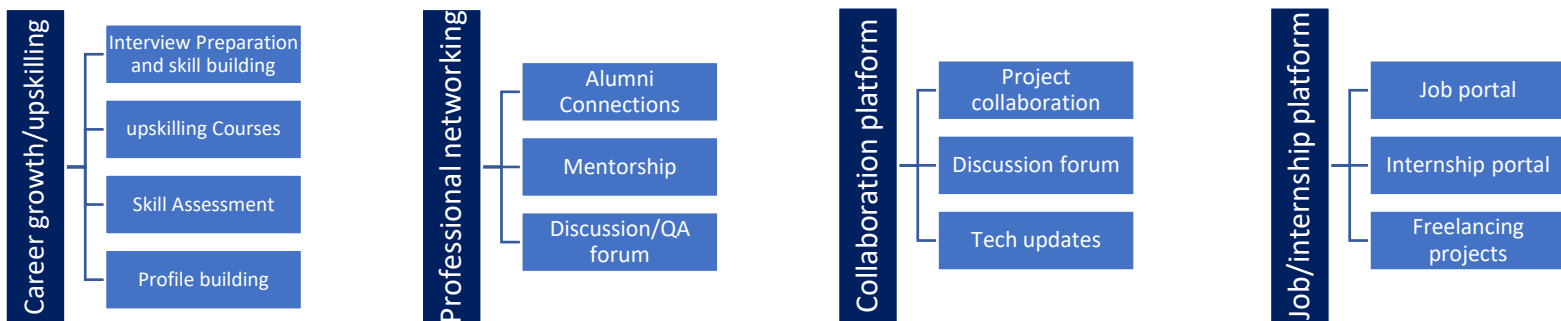 Career growth/upskilling
Interview Preparation
and skill building
upskilling Courses
Skill Assessment
Profile building
Professional networking
Alumni
Connections
Mentorship
Discussion/QA
forum
Collaboration platform
Project
collaboration
Discussion forum
Tech updates
Job/internship platform
Job portal
Internship portal
Freelancing
projects